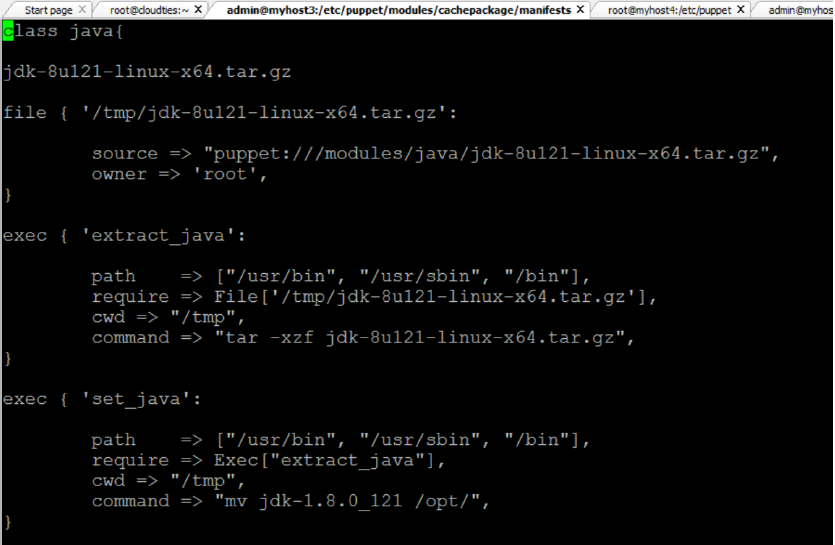 Start page X root@cloudties:~ X admin@myhost3:/etc/puppet/modules/cachepackage/manifests X root@myhost4:/etc/puppet X admin@myhos
class java{
jdk-8u121-linux-x64.tar.gz
file { '/tmp/jdk-8u121-linux-x64.tar.gz':
source => "puppet:///modules/java/jdk-8u121-linux-x64.tar.gz",
owner => 'root',
}
exec { 'extract_java':
path => ["/usr/bin", "/usr/sbin", "/bin"],
require => File['/tmp/jdk-8u121-linux-x64.tar.gz'],
cwd => "/tmp",
command => "tar -xzf jdk-8u121-linux-x64.tar.gz",
}
exec { 'set_java':
path => ["/usr/bin", "/usr/sbin", "/bin"],
require => Exec["extract_java"],
cwd => "/tmp",
command => "mv jdk-1.8.0_121 /opt/",
}